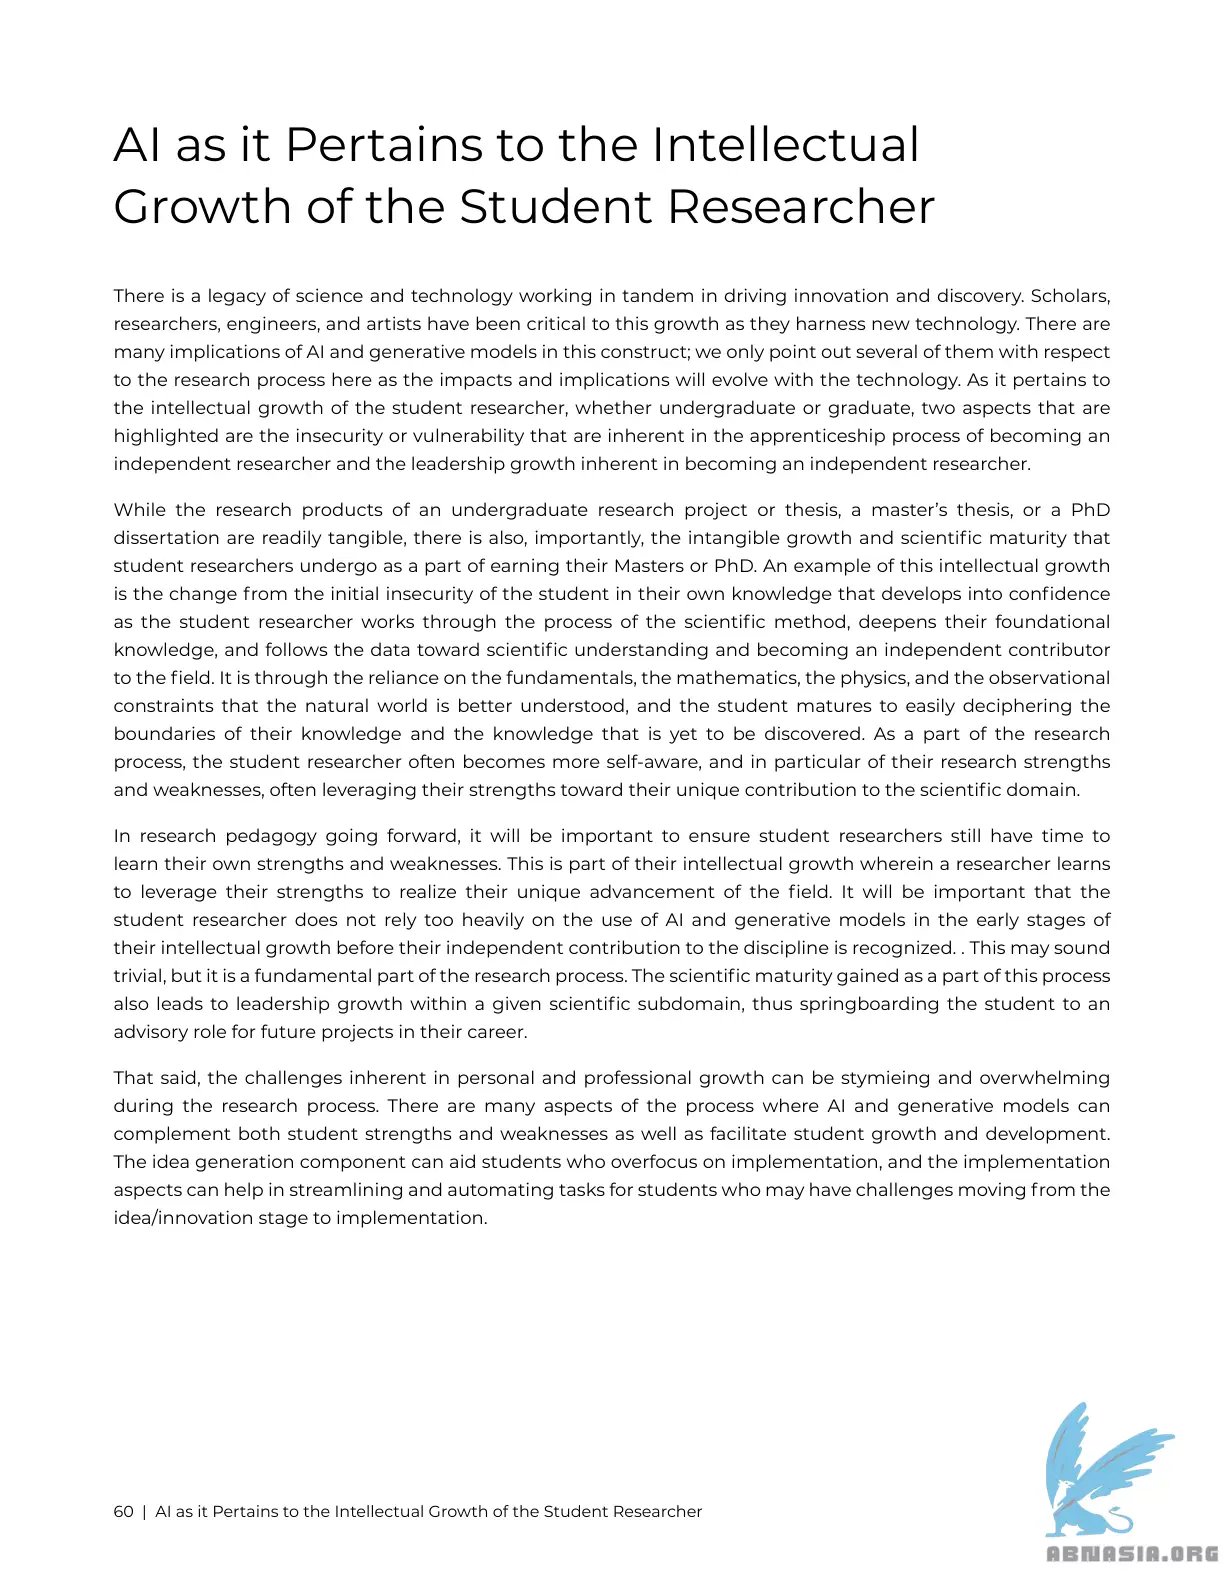 AI as it Pertains to the Intellectual
Growth of the Student Researcher
There is a legacy of science and technology working in tandem in driving innovation and discovery. Scholars,
researchers, engineers, and artists have been critical to this growth as they harness new technology. There are
many implications of AI and generative models in this construct; we only point out several of them with respect
to the research process here as the impacts and implications will evolve with the technology. As it pertains to
the intellectual growth of the student researcher, whether undergraduate or graduate, two aspects that are
highlighted are the insecurity or vulnerability that are inherent in the apprenticeship process of becoming an
independent researcher and the leadership growth inherent in becoming an independent researcher.
While the research products of an undergraduate research project or thesis, a master’s thesis, or a PhD
dissertation are readily tangible, there is also, importantly, the intangible growth and scientific maturity that
student researchers undergo as a part of earning their Masters or PhD. An example of this intellectual growth
is the change from the initial insecurity of the student in their own knowledge that develops into confidence
as the student researcher works through the process of the scientific method, deepens their foundational
knowledge, and follows the data toward scientific understanding and becoming an independent contributor
to the field. It is through the reliance on the fundamentals, the mathematics, the physics, and the observational
constraints that the natural world is better understood, and the student matures to easily deciphering the
boundaries of their knowledge and the knowledge that is yet to be discovered. As a part of the research
process, the student researcher often becomes more self-aware, and in particular of their research strengths
and weaknesses, often leveraging their strengths toward their unique contribution to the scientific domain.
In research pedagogy going forward, it will be important to ensure student researchers still have time to
learn their own strengths and weaknesses. This is part of their intellectual growth wherein a researcher learns
to leverage their strengths to realize their unique advancement of the field. It will be important that the
student researcher does not rely too heavily on the use of AI and generative models in the early stages of
their intellectual growth before their independent contribution to the discipline is recognized. . This may sound
trivial, but it is a fundamental part of the research process. The scientific maturity gained as a part of this process
also leads to leadership growth within a given scientific subdomain, thus springboarding the student to an
advisory role for future projects in their career.
That said, the challenges inherent in personal and professional growth can be stymieing and overwhelming
during the research process. There are many aspects of the process where AI and generative models can
complement both student strengths and weaknesses as well as facilitate student growth and development.
The idea generation component can aid students who overfocus on implementation, and the implementation
aspects can help in streamlining and automating tasks for students who may have challenges moving from the
idea/innovation stage to implementation.
60 | AI as it Pertains to the Intellectual Growth of the Student Researcher
ABNASIA.ORG